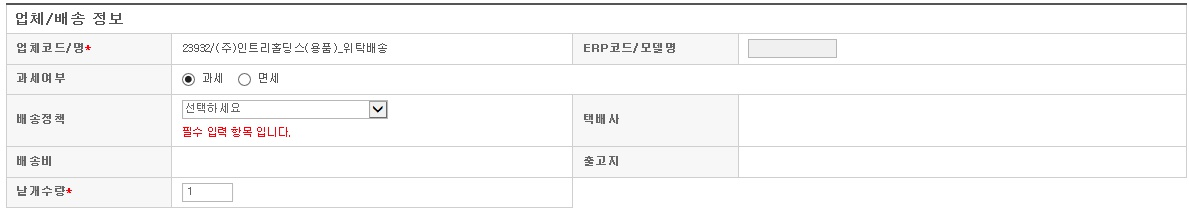 업체/배송 정보
업체코드/명* 23932/(주)인트리홀딩스(용품)_위탁배송 ERP코드/모델명
과세여부 과세 면세
배송정책 선택하세요 택배사
필수 입력 항목 입니다.
배송비 출고지
낱개수량* 1